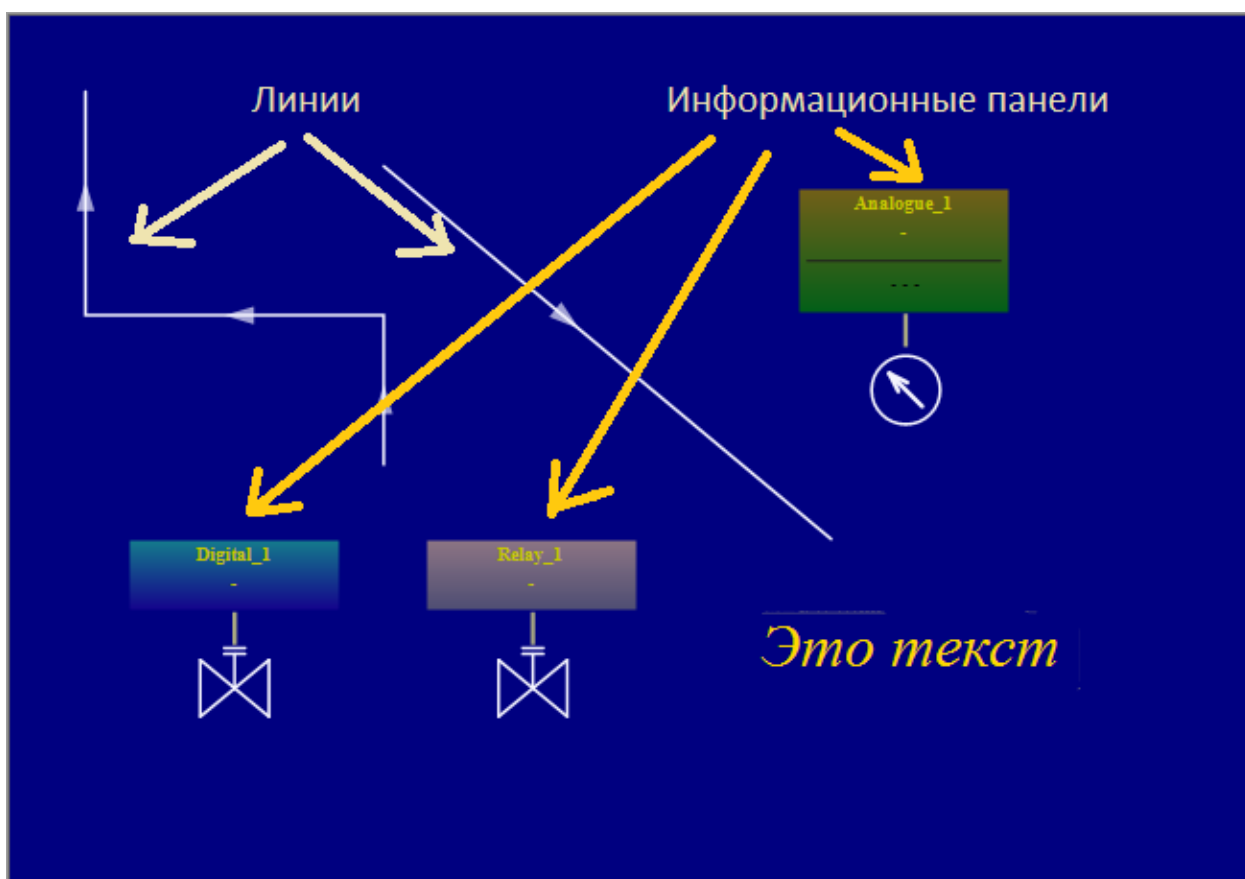 Линии
Информационные панели
Analogue_1
-
---
Digital_1
-
Relay_1
-
Это текст